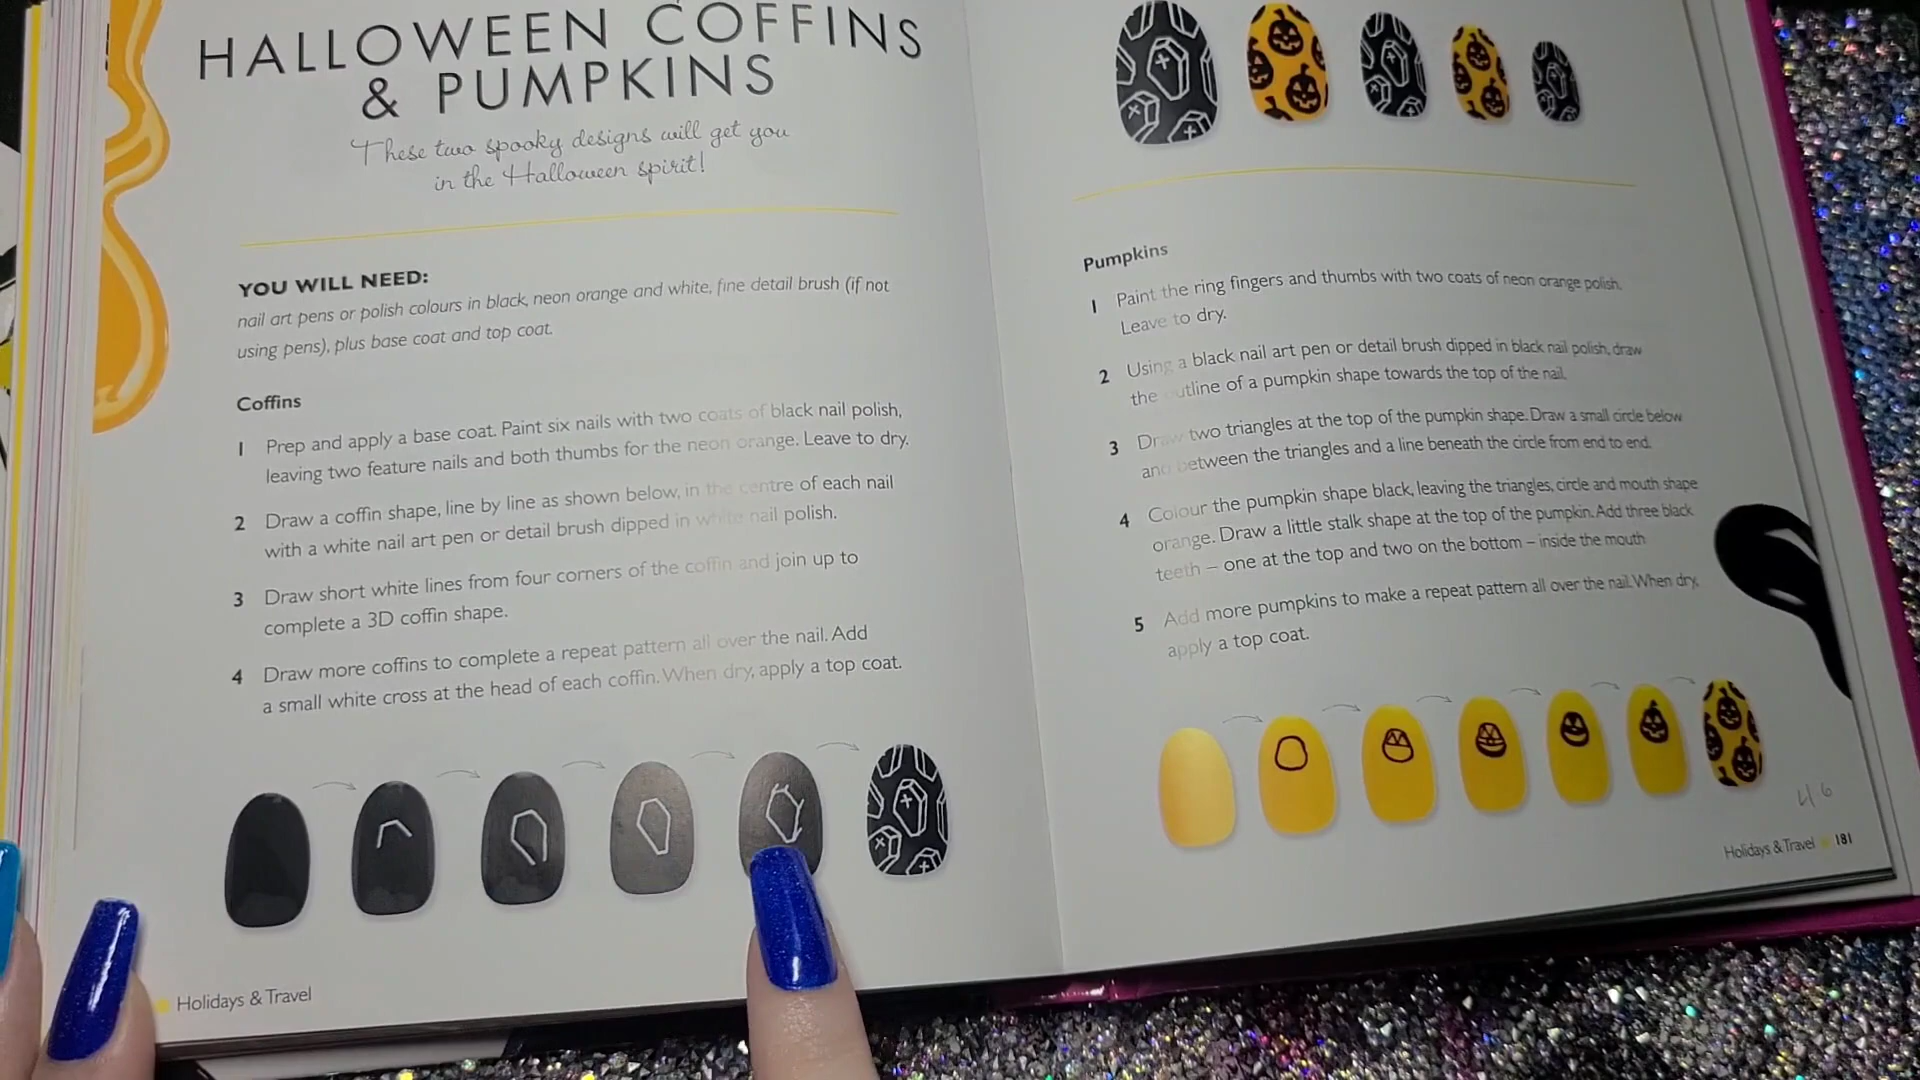 HALLOWEEN COFFINS
& PUMPKINS
These two spooky designs will get you
in the Halloween spirit!
YOU WILL NEED:
nail art pens or polish colours in black, neon orange and white, fine detail brush (if not
using pens), plus base coat and top coat.
Coffins
1 Prep and apply a base coat. Paint six nails with two coats of black nail polish,
leaving two feature nails and both thumbs for the neon orange. Leave to dry.
2 Draw a coffin shape, line by line as shown below, in the centre of each nail
with a white nail art pen or detail brush dipped in white nail polish.
3 Draw short white lines from four corners of the coffin and join up to
complete a 3D coffin shape.
4 Draw more coffins to complete a repeat pattern all over the nail. Add
a small white cross at the head of each coffin. When dry, apply a top coat.
Holidays & Travel
Pumpkins
1 Paint the ring fingers and thumbs with two coats of neon orange polish.
Leave to dry.
2 Using a black nail art pen or detail brush dipped in black nail polish, draw
the outline of a pumpkin shape towards the top of the nail.
3 Draw two triangles at the top of the pumpkin shape. Draw a small circle below
and between the triangles and a line beneath the circle from end to end.
4 Colour the pumpkin shape black, leaving the triangles, circle and mouth shape
orange. Draw a little stalk shape at the top of the pumpkin. Add three black
teeth – one at the top and two on the bottom – inside the mouth
5 Add more pumpkins to make a repeat pattern all over the nail. When dry,
apply a top coat.
46
Holidays & Travel 181